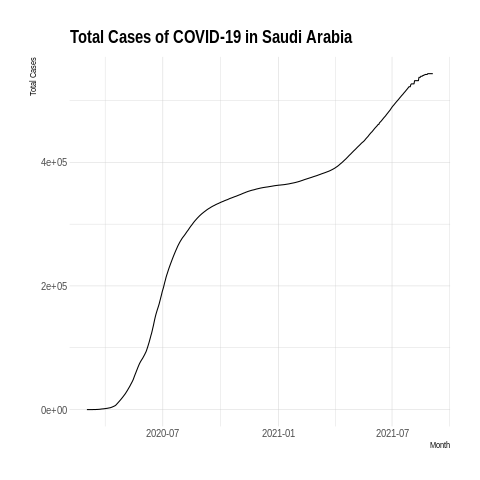 Total Cases of COVID-19 in Saudi Arabia
Total Cases
4e+05
2e+05
0e+00
2020-07
2021-01
2021-07
Month